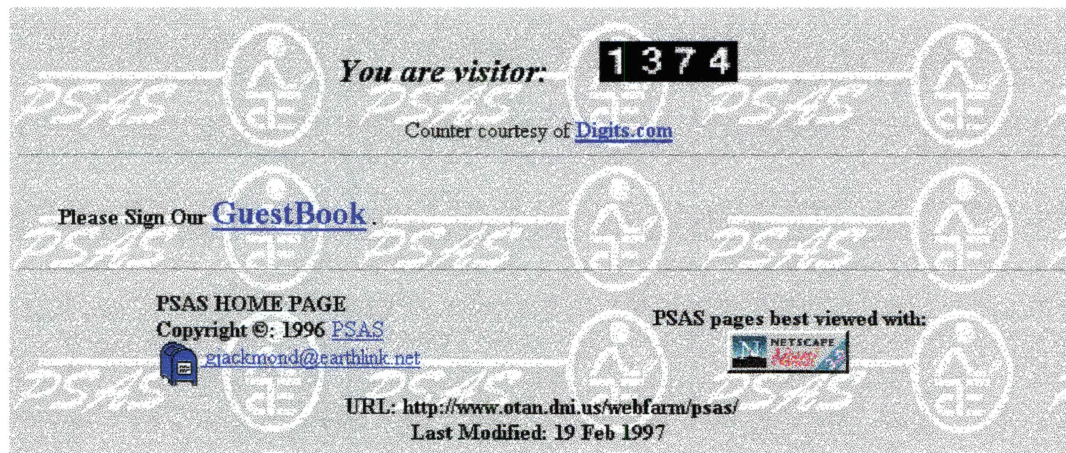 You are visitor: 1374
Counter courtesy of Digits.com
Please Sign Our GuestBook .
PSAS HOME PAGE
Copyright ©: 1996 PSAS
gjackmond@earthlink.net
PSAS pages best viewed with:
NETSCAPE
URL: http://www.otan.dni.us/webfarm/psas/
Last Modified: 19 Feb 1997